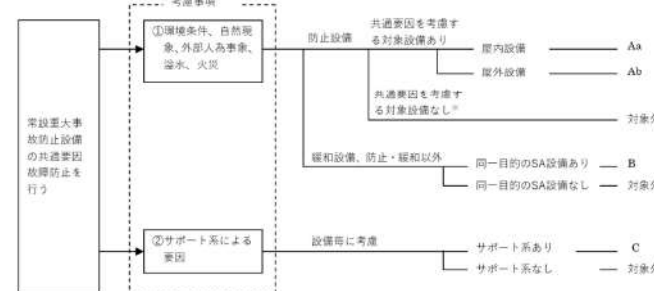 考慮事項
①環境条件、自然現
象、外部人為事象、
溢水、火災
防止設備
共通要因を考慮す
る対象設備あり
屋内設備
Aa
屋外設備
Ab
共通要因を考慮す
る対象設備なし※
対象外
常設重大事
故防止設備
の共通要因
故障防止を
行う
緩和設備、防止・緩和以外
同一目的のSA設備あり
B
同一目的のSA設備なし
対象外
②サポート系による
要因
設備毎に考慮
サポート系あり
C
サポート系なし
対象外